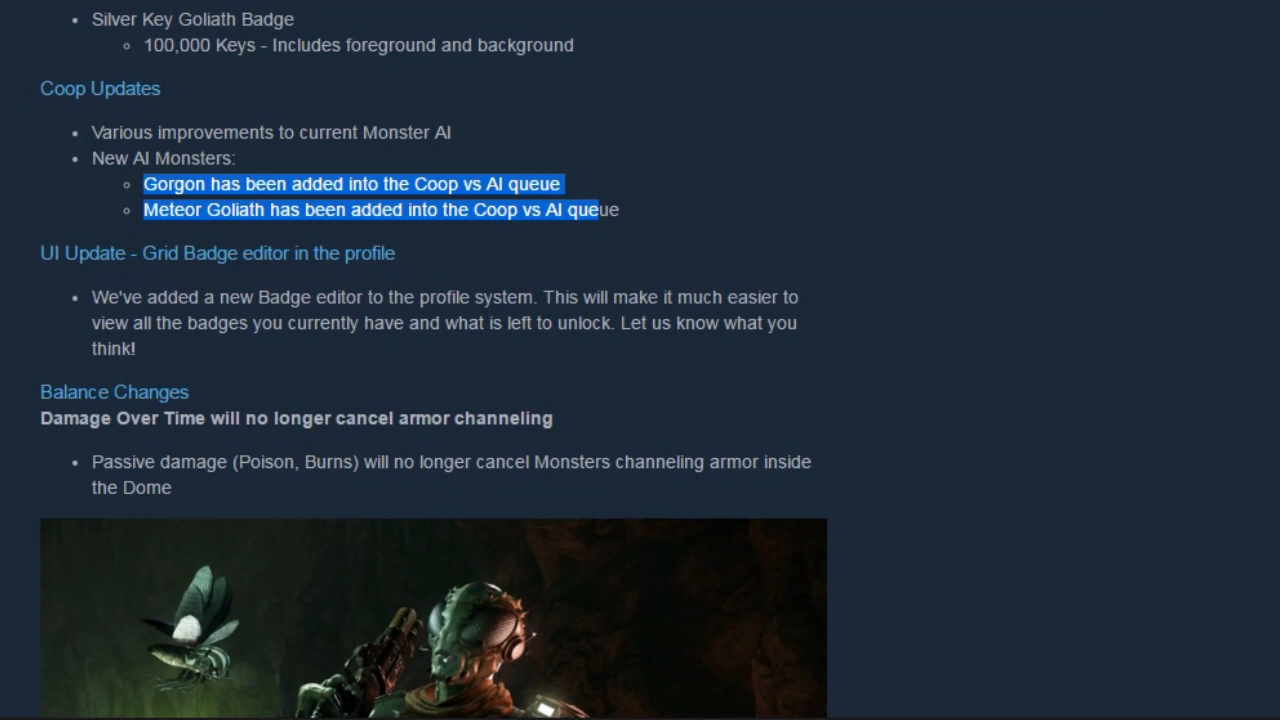 Silver Key Goliath Badge
100,000 Keys - Includes foreground and background
Coop Updates
Various improvements to current Monster AI
New AI Monsters:
Gorgon has been added into the Coop vs AI queue
Meteor Goliath has been added into the Coop vs AI queue
UI Update - Grid Badge editor in the profile
We've added a new Badge editor to the profile system. This will make it much easier to
view all the badges you currently have and what is left to unlock. Let us know what you
think!
Balance Changes
Damage Over Time will no longer cancel armor channeling
Passive damage (Poison, Burns) will no longer cancel Monsters channeling armor inside
the Dome